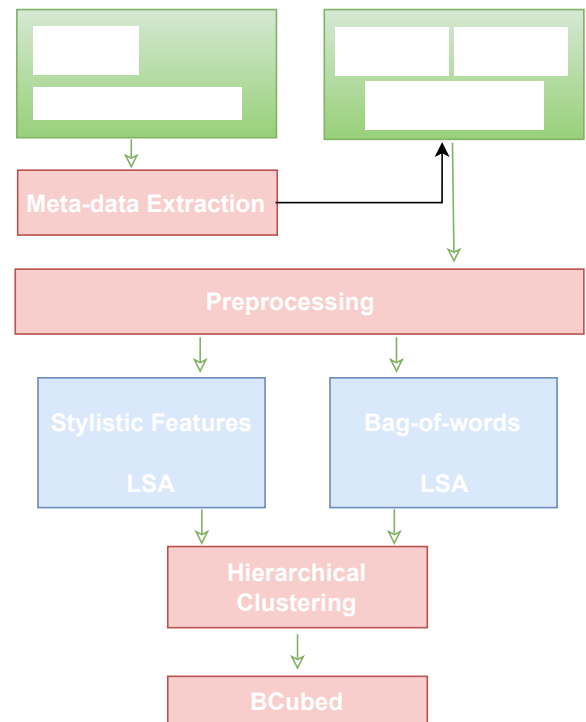 Meta-data Extraction
Preprocessing
Stylistic Features
LSA
Bag-of-words
LSA
Hierarchical
Clustering
BCubed